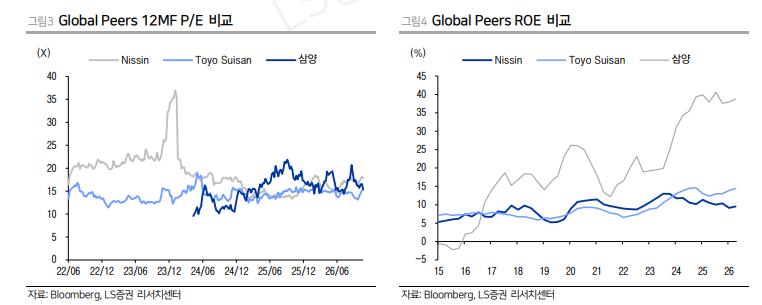 그림3 Global Peers 12MF P/E 비교
(X)
Nissin Toyo Suisan 삼양
40
35
30
25
20
15
10
5
0
22/06 22/12 23/06 23/12 24/06 24/12 25/06 25/12 26/06
자료: Bloomberg, LS증권 리서치센터
그림4 Global Peers ROE 비교
(%)
Nissin Toyo Suisan 삼양
45
40
35
30
25
20
15
10
5
0
-5
15 16 17 18 19 20 21 22 23 24 25 26
자료: Bloomberg, LS증권 리서치센터